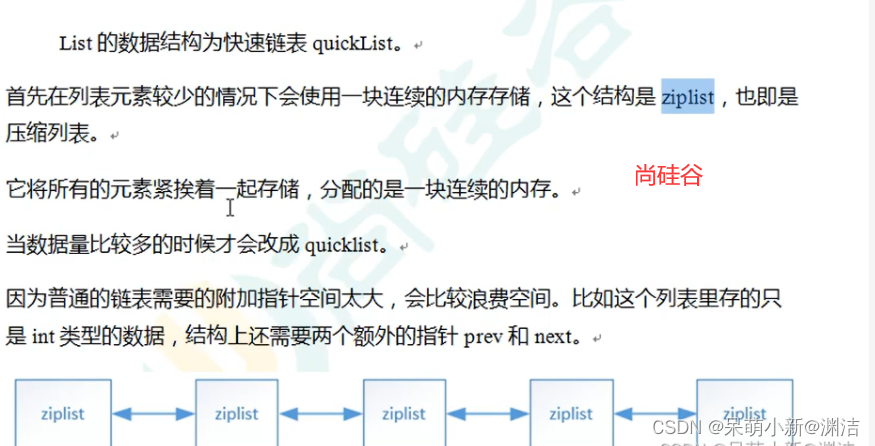 List 的数据结构为快速链表 quickList。
首先在列表元素较少的情况下会使用一块连续的内存存储，这个结构是 ziplist，也即是
压缩列表。
它将所有的元素紧挨着一起存储，分配的是一块连续的内存。
尚硅谷
当数据量比较多的时候才会改成 quicklist。
因为普通的链表需要的附加指针空间太大，会比较浪费空间。比如这个列表里存的只
是 int 类型的数据，结构上还需要两个额外的指针 prev 和 next。
ziplist ziplist ziplist ziplist ziplist
CSDN @呆萌小新@渊洁
尚硅谷